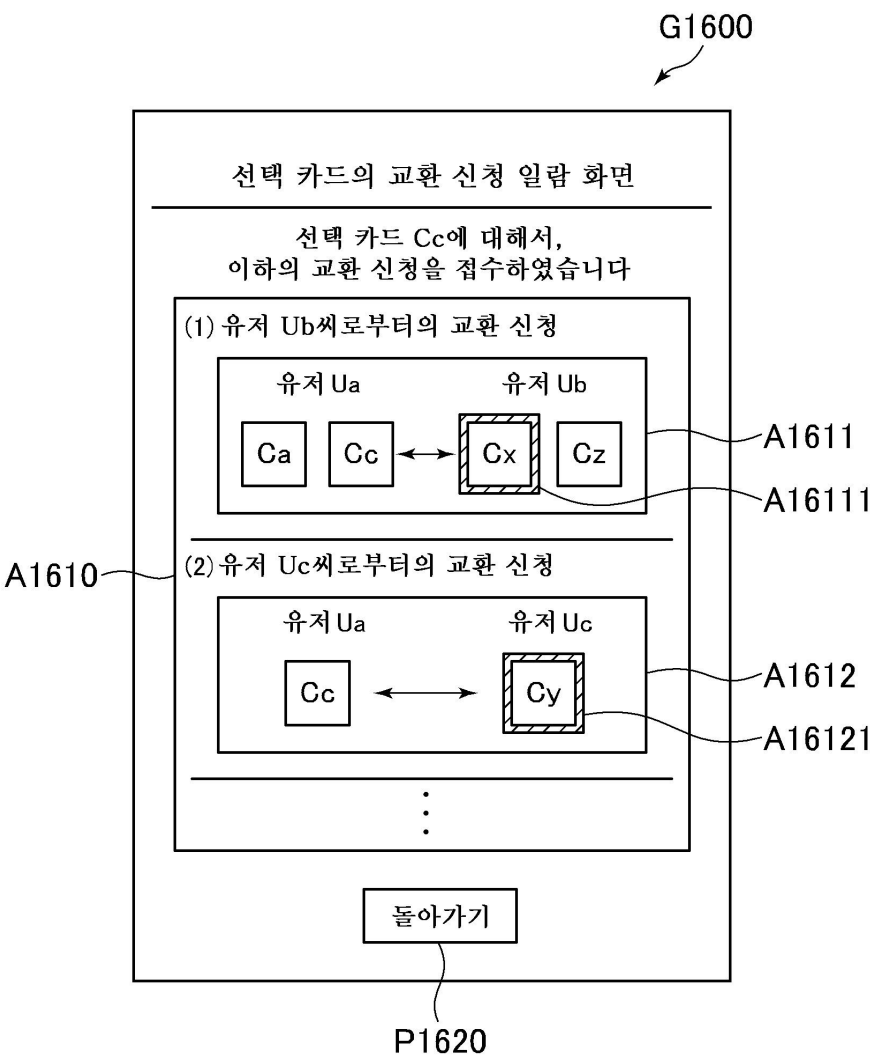 G1600
선택 카드의 교환 신청 일람 화면
선택 카드 Cc에 대해서,
이하의 교환 신청을 접수하였습니다
(1) 유저 Ub씨로부터의 교환 신청
유저 Ua 유저 Ub
Ca Cc Cx Cz
A1611
A16111
A1610
(2) 유저 Uc씨로부터의 교환 신청
유저 Ua 유저 Uc
Cc Cy
A1612
A16121
돌아가기
P1620